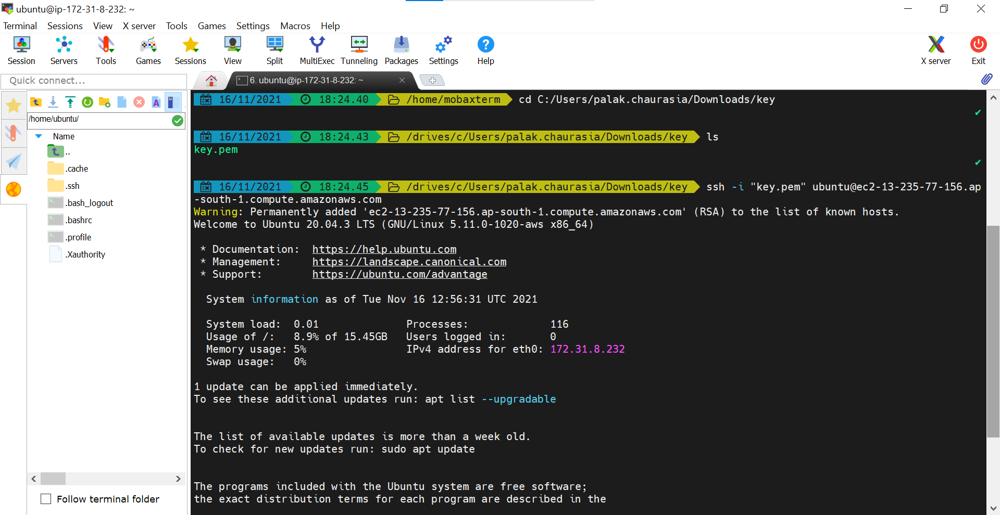 ubuntu@ip-172-31-8-232: ~
Terminal Sessions View X server Tools Games Settings Macros Help
Session Servers Tools Games Sessions View Split MultiExec Tunneling Packages Settings Help X server Exit
Quick connect...
6. ubuntu@ip-172-31-8-232: ~
/home/ubuntu/
Name
..
.cache
.ssh
.bash_logout
.bashrc
.profile
.Xauthority
Follow terminal folder
16/11/2021 18:24.40 /home/mobaxterm cd C:/Users/palak.chaurasia/Downloads/key
16/11/2021 18:24.43 /drives/c/Users/palak.chaurasia/Downloads/key ls
key.pem
16/11/2021 18:24.45 /drives/c/Users/palak.chaurasia/Downloads/key ssh -i "key.pem" ubuntu@ec2-13-235-77-156.ap
-south-1.compute.amazonaws.com
Warning: Permanently added 'ec2-13-235-77-156.ap-south-1.compute.amazonaws.com' (RSA) to the list of known hosts.
Welcome to Ubuntu 20.04.3 LTS (GNU/Linux 5.11.0-1020-aws x86_64)
* Documentation: https://help.ubuntu.com
* Management: https://landscape.canonical.com
* Support: https://ubuntu.com/advantage
System information as of Tue Nov 16 12:56:31 UTC 2021
System load: 0.01 Processes: 116
Usage of /: 8.9% of 15.45GB Users logged in: 0
Memory usage: 5% IPv4 address for eth0: 172.31.8.232
Swap usage: 0%
1 update can be applied immediately.
To see these additional updates run: apt list --upgradable
The list of available updates is more than a week old.
To check for new updates run: sudo apt update
The programs included with the Ubuntu system are free software;
the exact distribution terms for each program are described in the